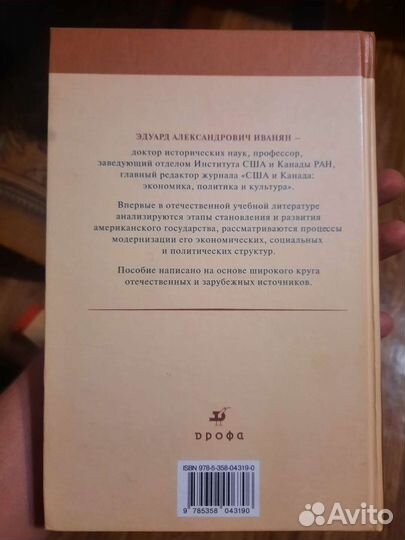 ЭДУАРД АЛЕКСАНДРОВИЧ ИВАНЯН –
доктор исторических наук, профессор,
заведующий отделом Института США и Канады РАН,
главный редактор журнала «США и Канада:
экономика, политика и культура».
Впервые в отечественной учебной литературе
анализируются этапы становления и развития
американского государства, рассматриваются процессы
модернизации его экономических, социальных
и политических структур.
Пособие написано на основе широкого круга
отечественных и зарубежных источников.
дрофа
ISBN 978-5-358-04319-0
9 785358 043190
Avito